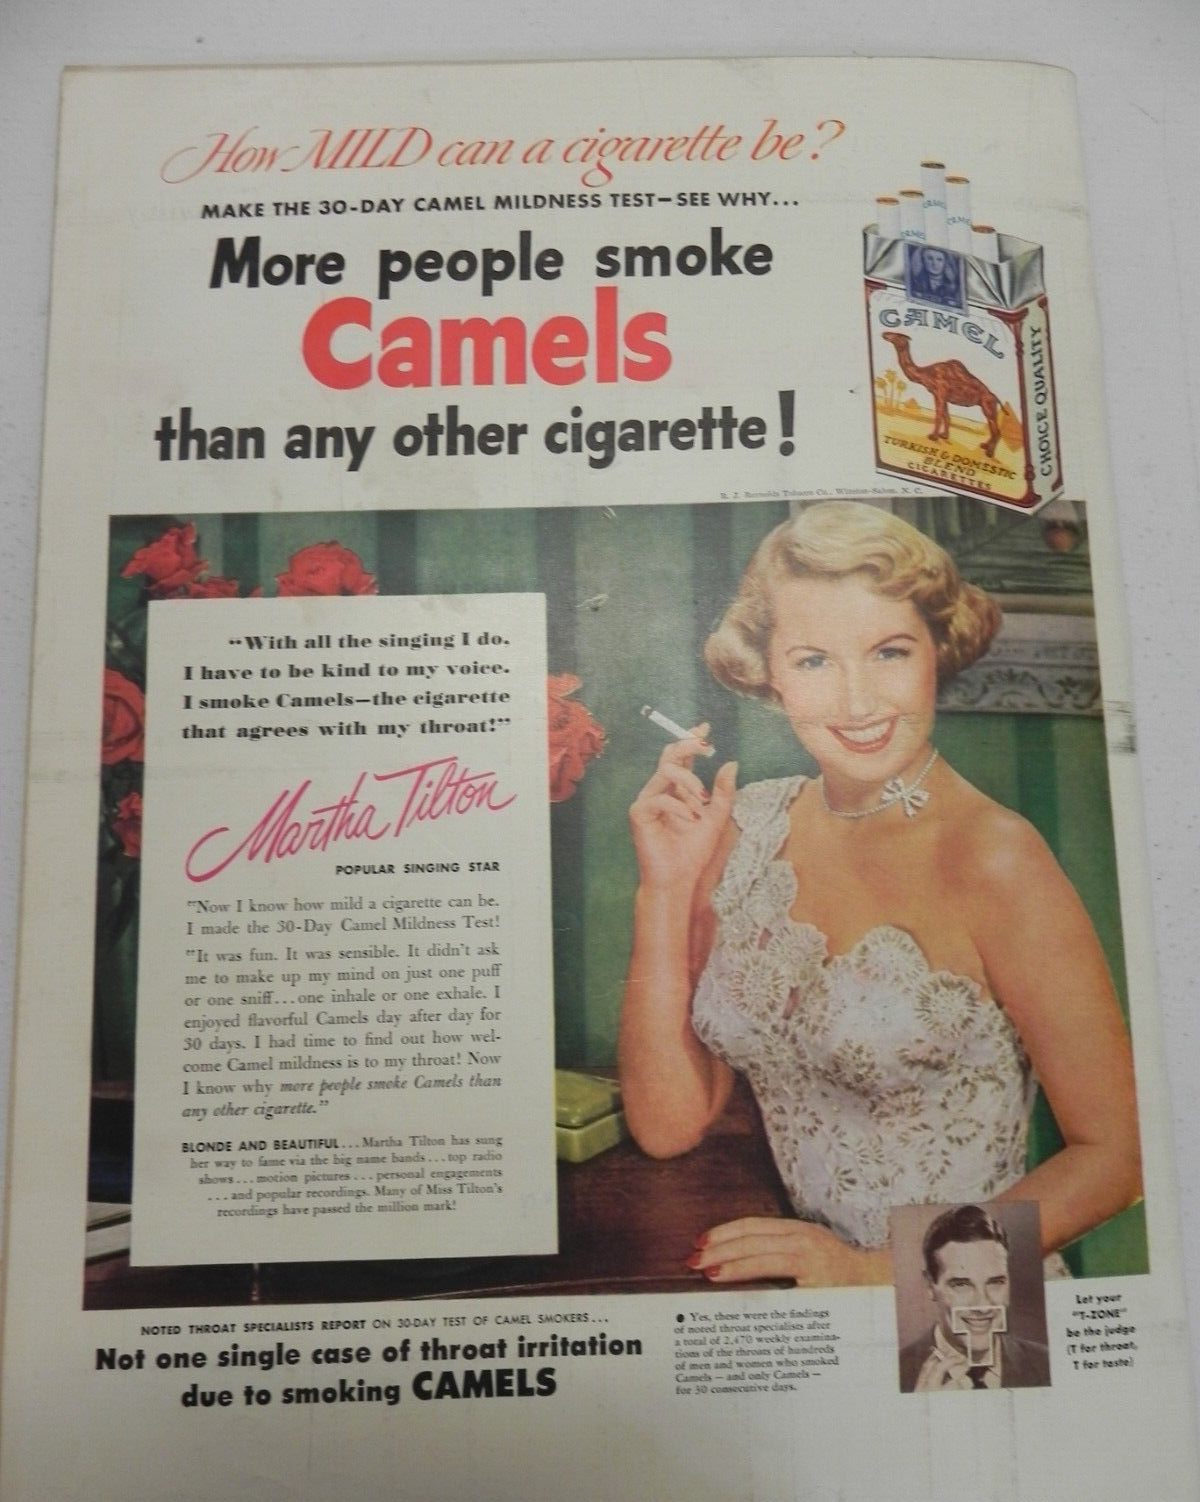 How MILD can a cigarette be?
MAKE THE 30-DAY CAMEL MILDNESS TEST—SEE WHY...
More people smoke
Camels
than any other cigarette!
CAMEL
CAMEL
TURKISH & DOMESTIC
BLEND
CIGARETTES
CHOICE QUALITY
R. J. Reynolds Tobacco Co., Winston-Salem, N. C.
“With all the singing I do,
I have to be kind to my voice.
I smoke Camels—the cigarette
that agrees with my throat!”
Martha Tilton
POPULAR SINGING STAR
“Now I know how mild a cigarette can be.
I made the 30-Day Camel Mildness Test!
“It was fun. It was sensible. It didn’t ask
me to make up my mind on just one puff
or one sniff...one inhale or one exhale. I
enjoyed flavorful Camels day after day for
30 days. I had time to find out how wel-
come Camel mildness is to my throat! Now
I know why more people smoke Camels than
any other cigarette.”
BLONDE AND BEAUTIFUL...Martha Tilton has sung
her way to fame via the big name bands...top radio
shows...motion pictures...personal engagements
...and popular recordings. Many of Miss Tilton’s
recordings have passed the million mark!
NOTED THROAT SPECIALISTS REPORT ON 30-DAY TEST OF CAMEL SMOKERS...
Not one single case of throat irritation
due to smoking CAMELS
● Yes, these were the findings
of noted throat specialists after
a total of 2,470 weekly examina-
tions of the throats of hundreds
of men and women who smoked
Camels — and only Camels —
for 30 consecutive days.
Let your
“T-ZONE”
be the judge
(T for throat,
T for taste)